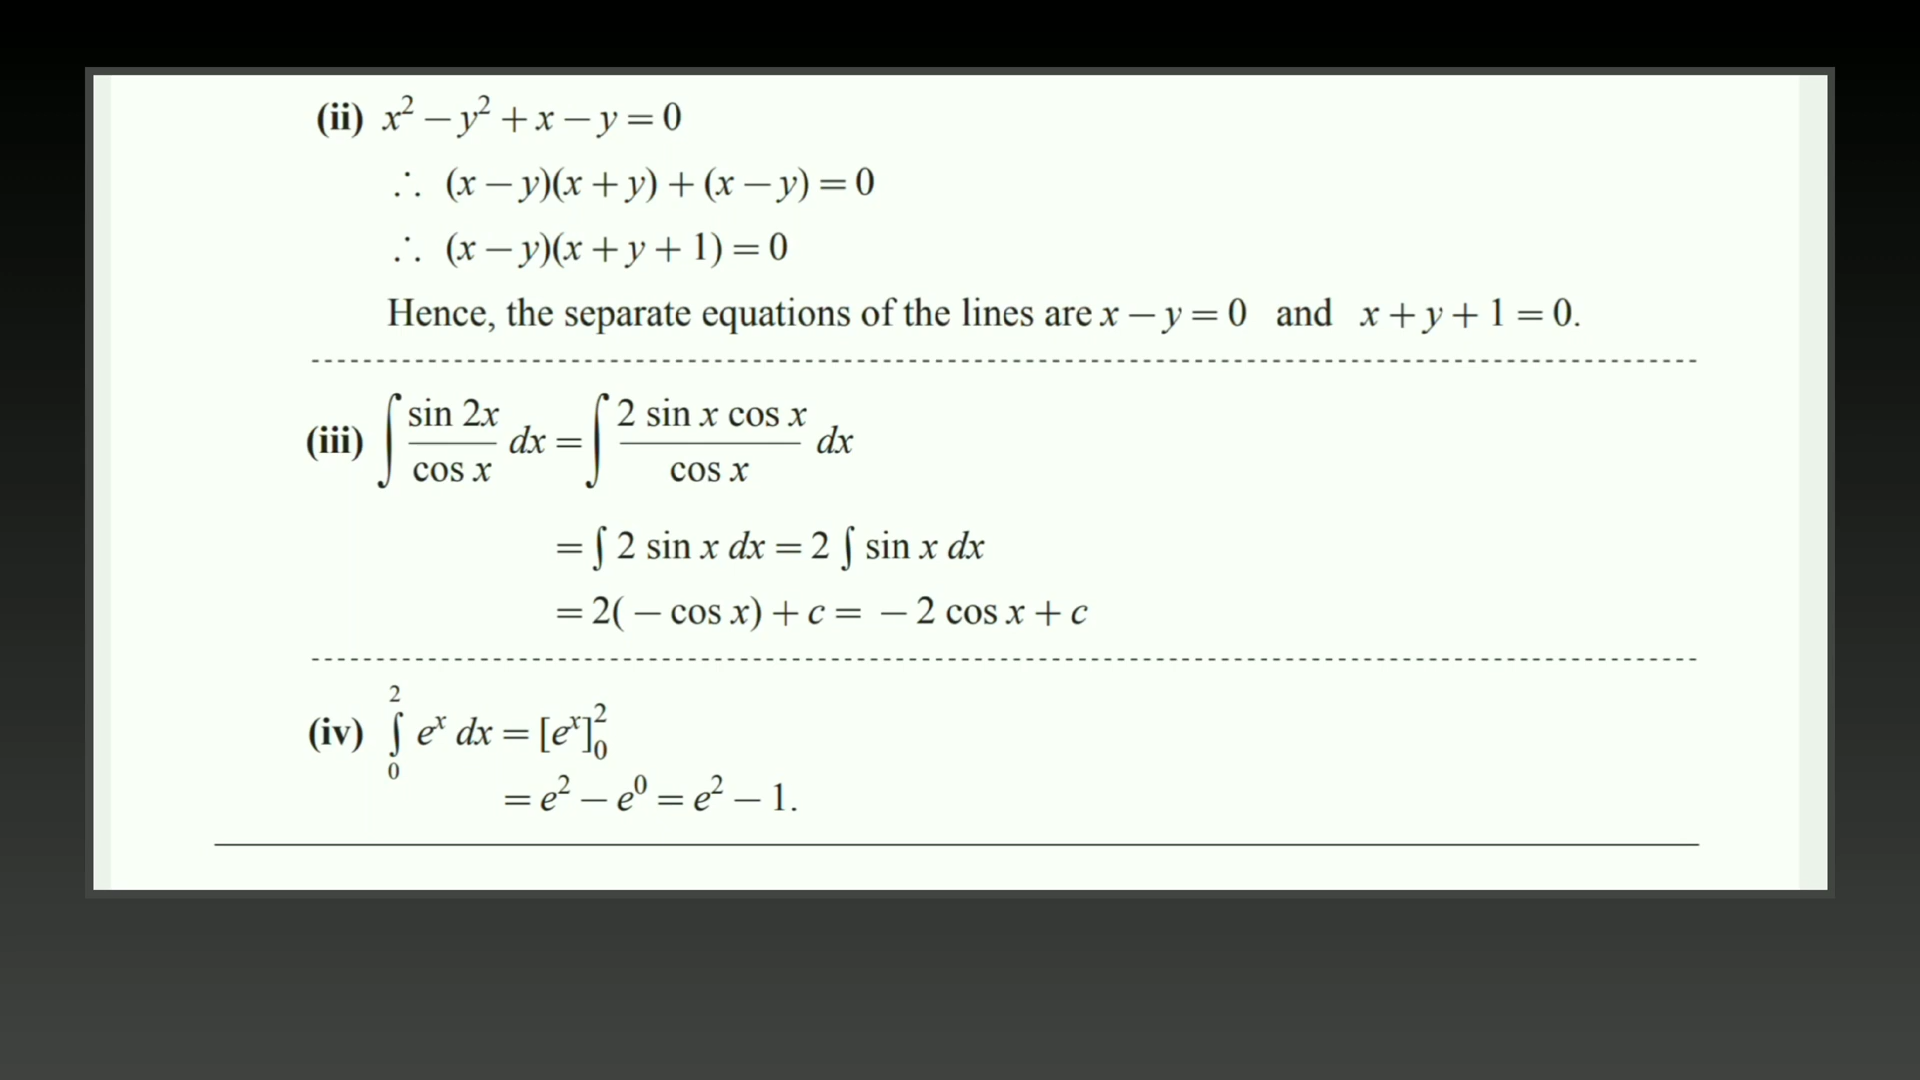 (ii) x² − y² + x − y = 0
∴ (x − y)(x + y) + (x − y) = 0
∴ (x − y)(x + y + 1) = 0
Hence, the separate equations of the lines are x − y = 0 and x + y + 1 = 0.
(iii) ∫ sin 2x / cos x dx = ∫ 2 sin x cos x / cos x dx
= ∫ 2 sin x dx = 2 ∫ sin x dx
= 2( − cos x) + c = − 2 cos x + c
(iv) ∫₀² eˣ dx = [eˣ]₀²
= e² − e⁰ = e² − 1.